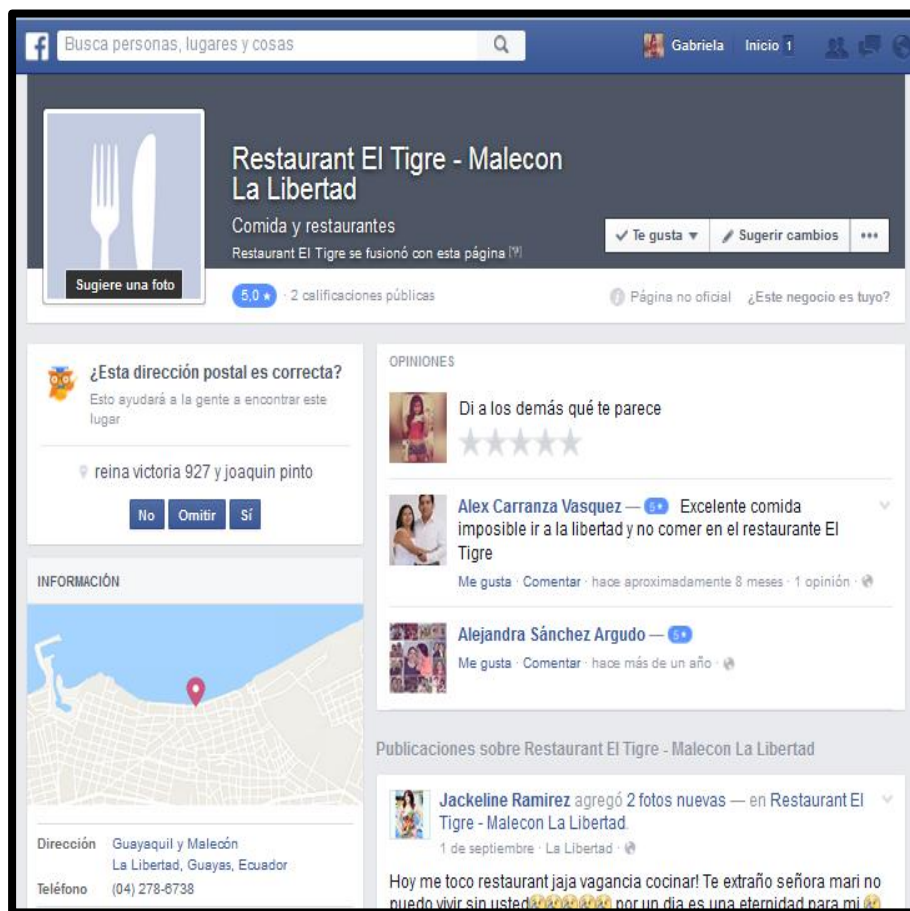 Busca personas, lugares y cosas
Gabriela Inicio 1
Restaurant El Tigre - Malecon
La Libertad
Comida y restaurantes
Restaurant El Tigre se fusionó con esta página [?]
Te gusta
Sugerir cambios
Sugiere una foto
5,0 ★ · 2 calificaciones públicas
Página no oficial ¿Este negocio es tuyo?
¿Esta dirección postal es correcta?
Esto ayudará a la gente a encontrar este
lugar
reina victoria 927 y joaquin pinto
No Omitir Sí
INFORMACIÓN
Dirección Guayaquil y Malecón
La Libertad, Guayas, Ecuador
Teléfono (04) 278-6738
OPINIONES
Di a los demás qué te parece
Alex Carranza Vasquez — 5★ Excelente comida
imposible ir a la libertad y no comer en el restaurante El
Tigre
Me gusta · Comentar · hace aproximadamente 8 meses · 1 opinión ·
Alejandra Sánchez Argudo — 5★
Me gusta · Comentar · hace más de un año ·
Publicaciones sobre Restaurant El Tigre - Malecon La Libertad
Jackeline Ramirez agregó 2 fotos nuevas — en Restaurant El
Tigre - Malecon La Libertad.
1 de septiembre · La Libertad ·
Hoy me toco restaurant jaja vagancia cocinar! Te extraño señora mari no
puedo vivir sin usted por un dia es una eternidad para mi